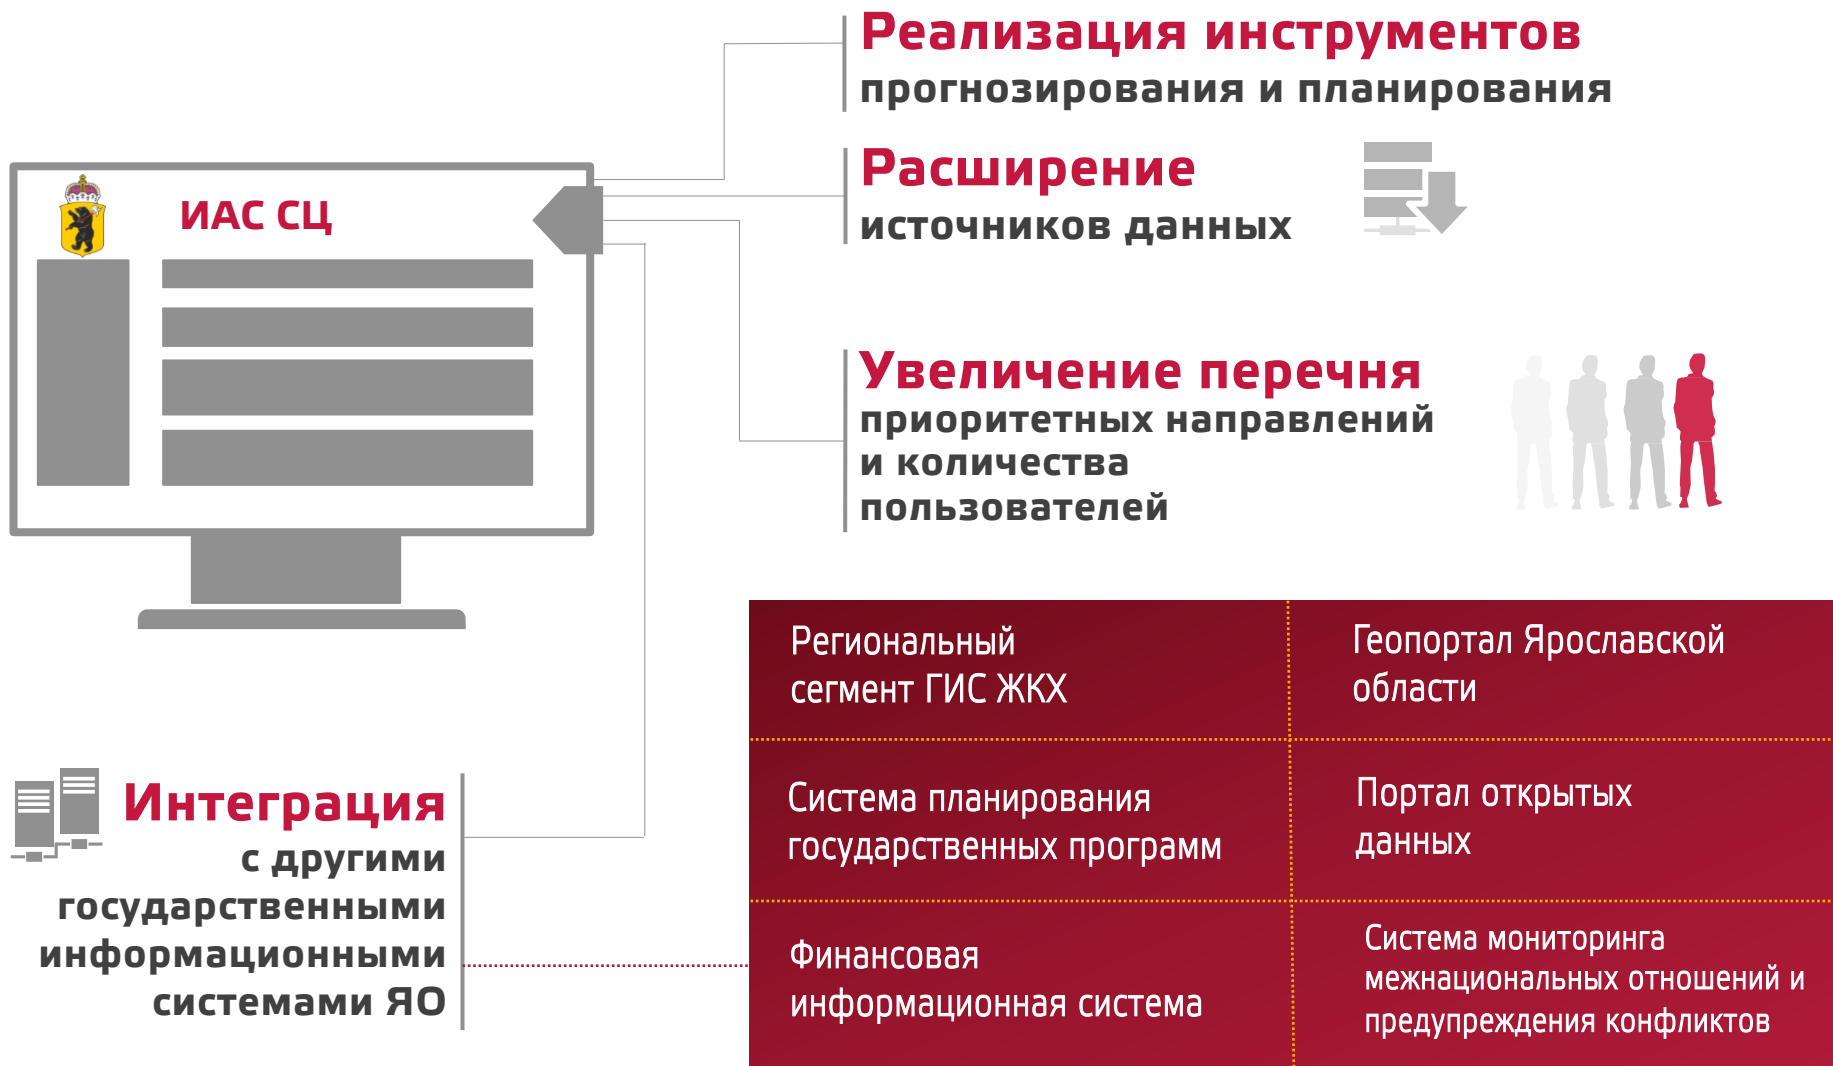 ИАС СЦ
Реализация инструментов
прогнозирования и планирования
Расширение
источников данных
Увеличение перечня
приоритетных направлений
и количества
пользователей
Интеграция
с другими
государственными
информационными
системами ЯО
Региональный
сегмент ГИС ЖКХ
Геопортал Ярославской
области
Система планирования
государственных программ
Портал открытых
данных
Финансовая
информационная система
Система мониторинга
межнациональных отношений и
предупреждения конфликтов